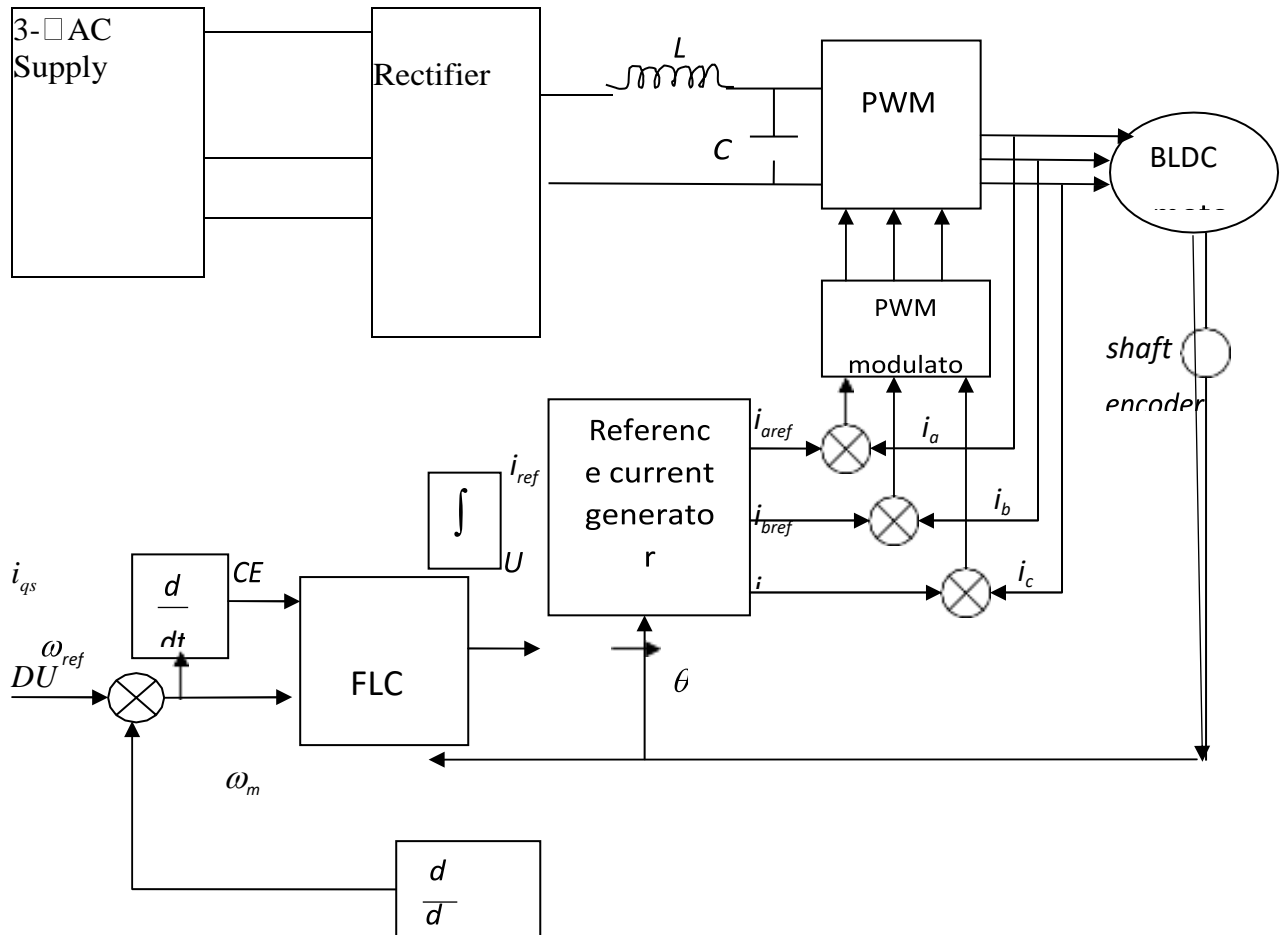 3-□AC
Supply
Rectifier
L
C
PWM
BLDC
PWM
modulato
shaft
encoder
Referenc
e current
generato
r
i_aref
i_a
i_bref
i_b
i
i_c
i_ref
∫
U
i_qs
d
dt
CE
ω_ref
DU
FLC
θ
ω_m
d
d